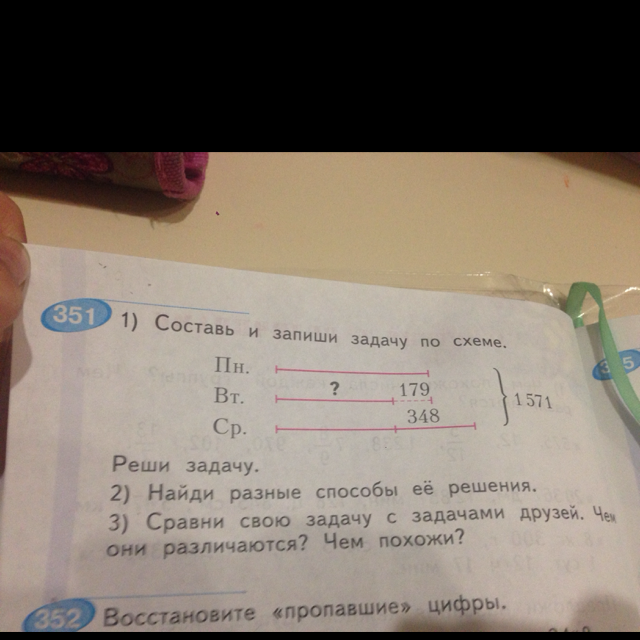 351 1) Составь и запиши задачу по схеме.
Пн.
Вт. ? 179
Ср. 348
1 571
Реши задачу.
2) Найди разные способы её решения.
3) Сравни свою задачу с задачами друзей. Чем
они различаются? Чем похожи?
352 Восстановите «пропавшие» цифры.